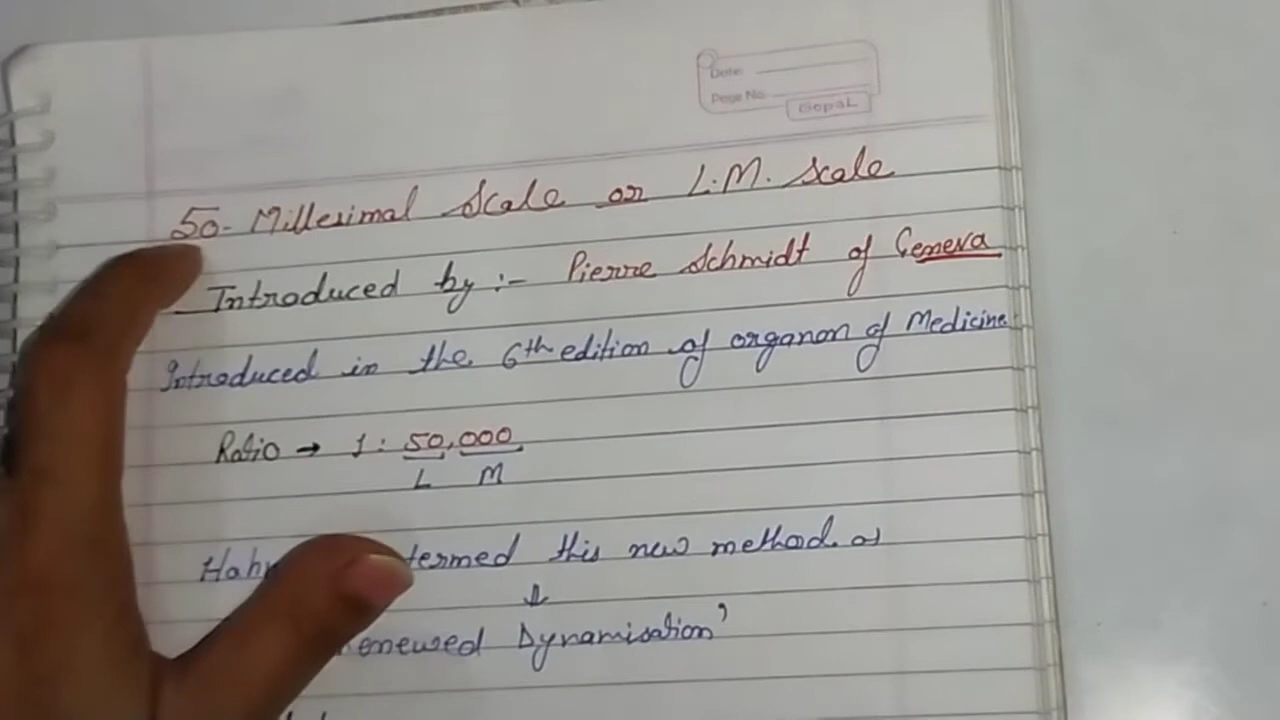 Date:
Page No.
Gopal
50- Millesimal Scale or L.M. Scale
Introduced by :- Pierre Schmidt of Geneva
Introduced in the 6th edition of organon of Medicine.
Ratio → 1 : 50,000
L M
termed this new method as
↓
Dynamisation'